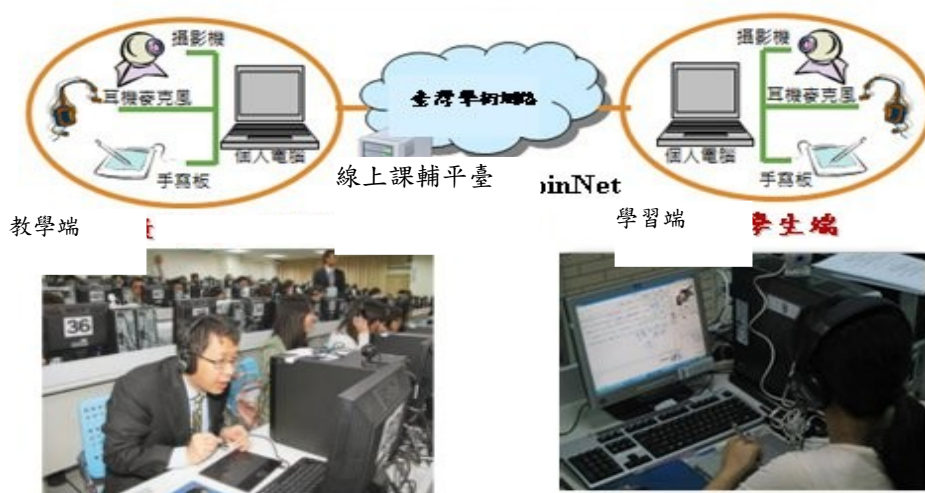 攝影機
耳機麥克風
個人電腦
手寫板
臺灣學術網路
線上課輔平臺
oinNet
攝影機
耳機麥克風
個人電腦
手寫板
教學端
學習端
學生端
36